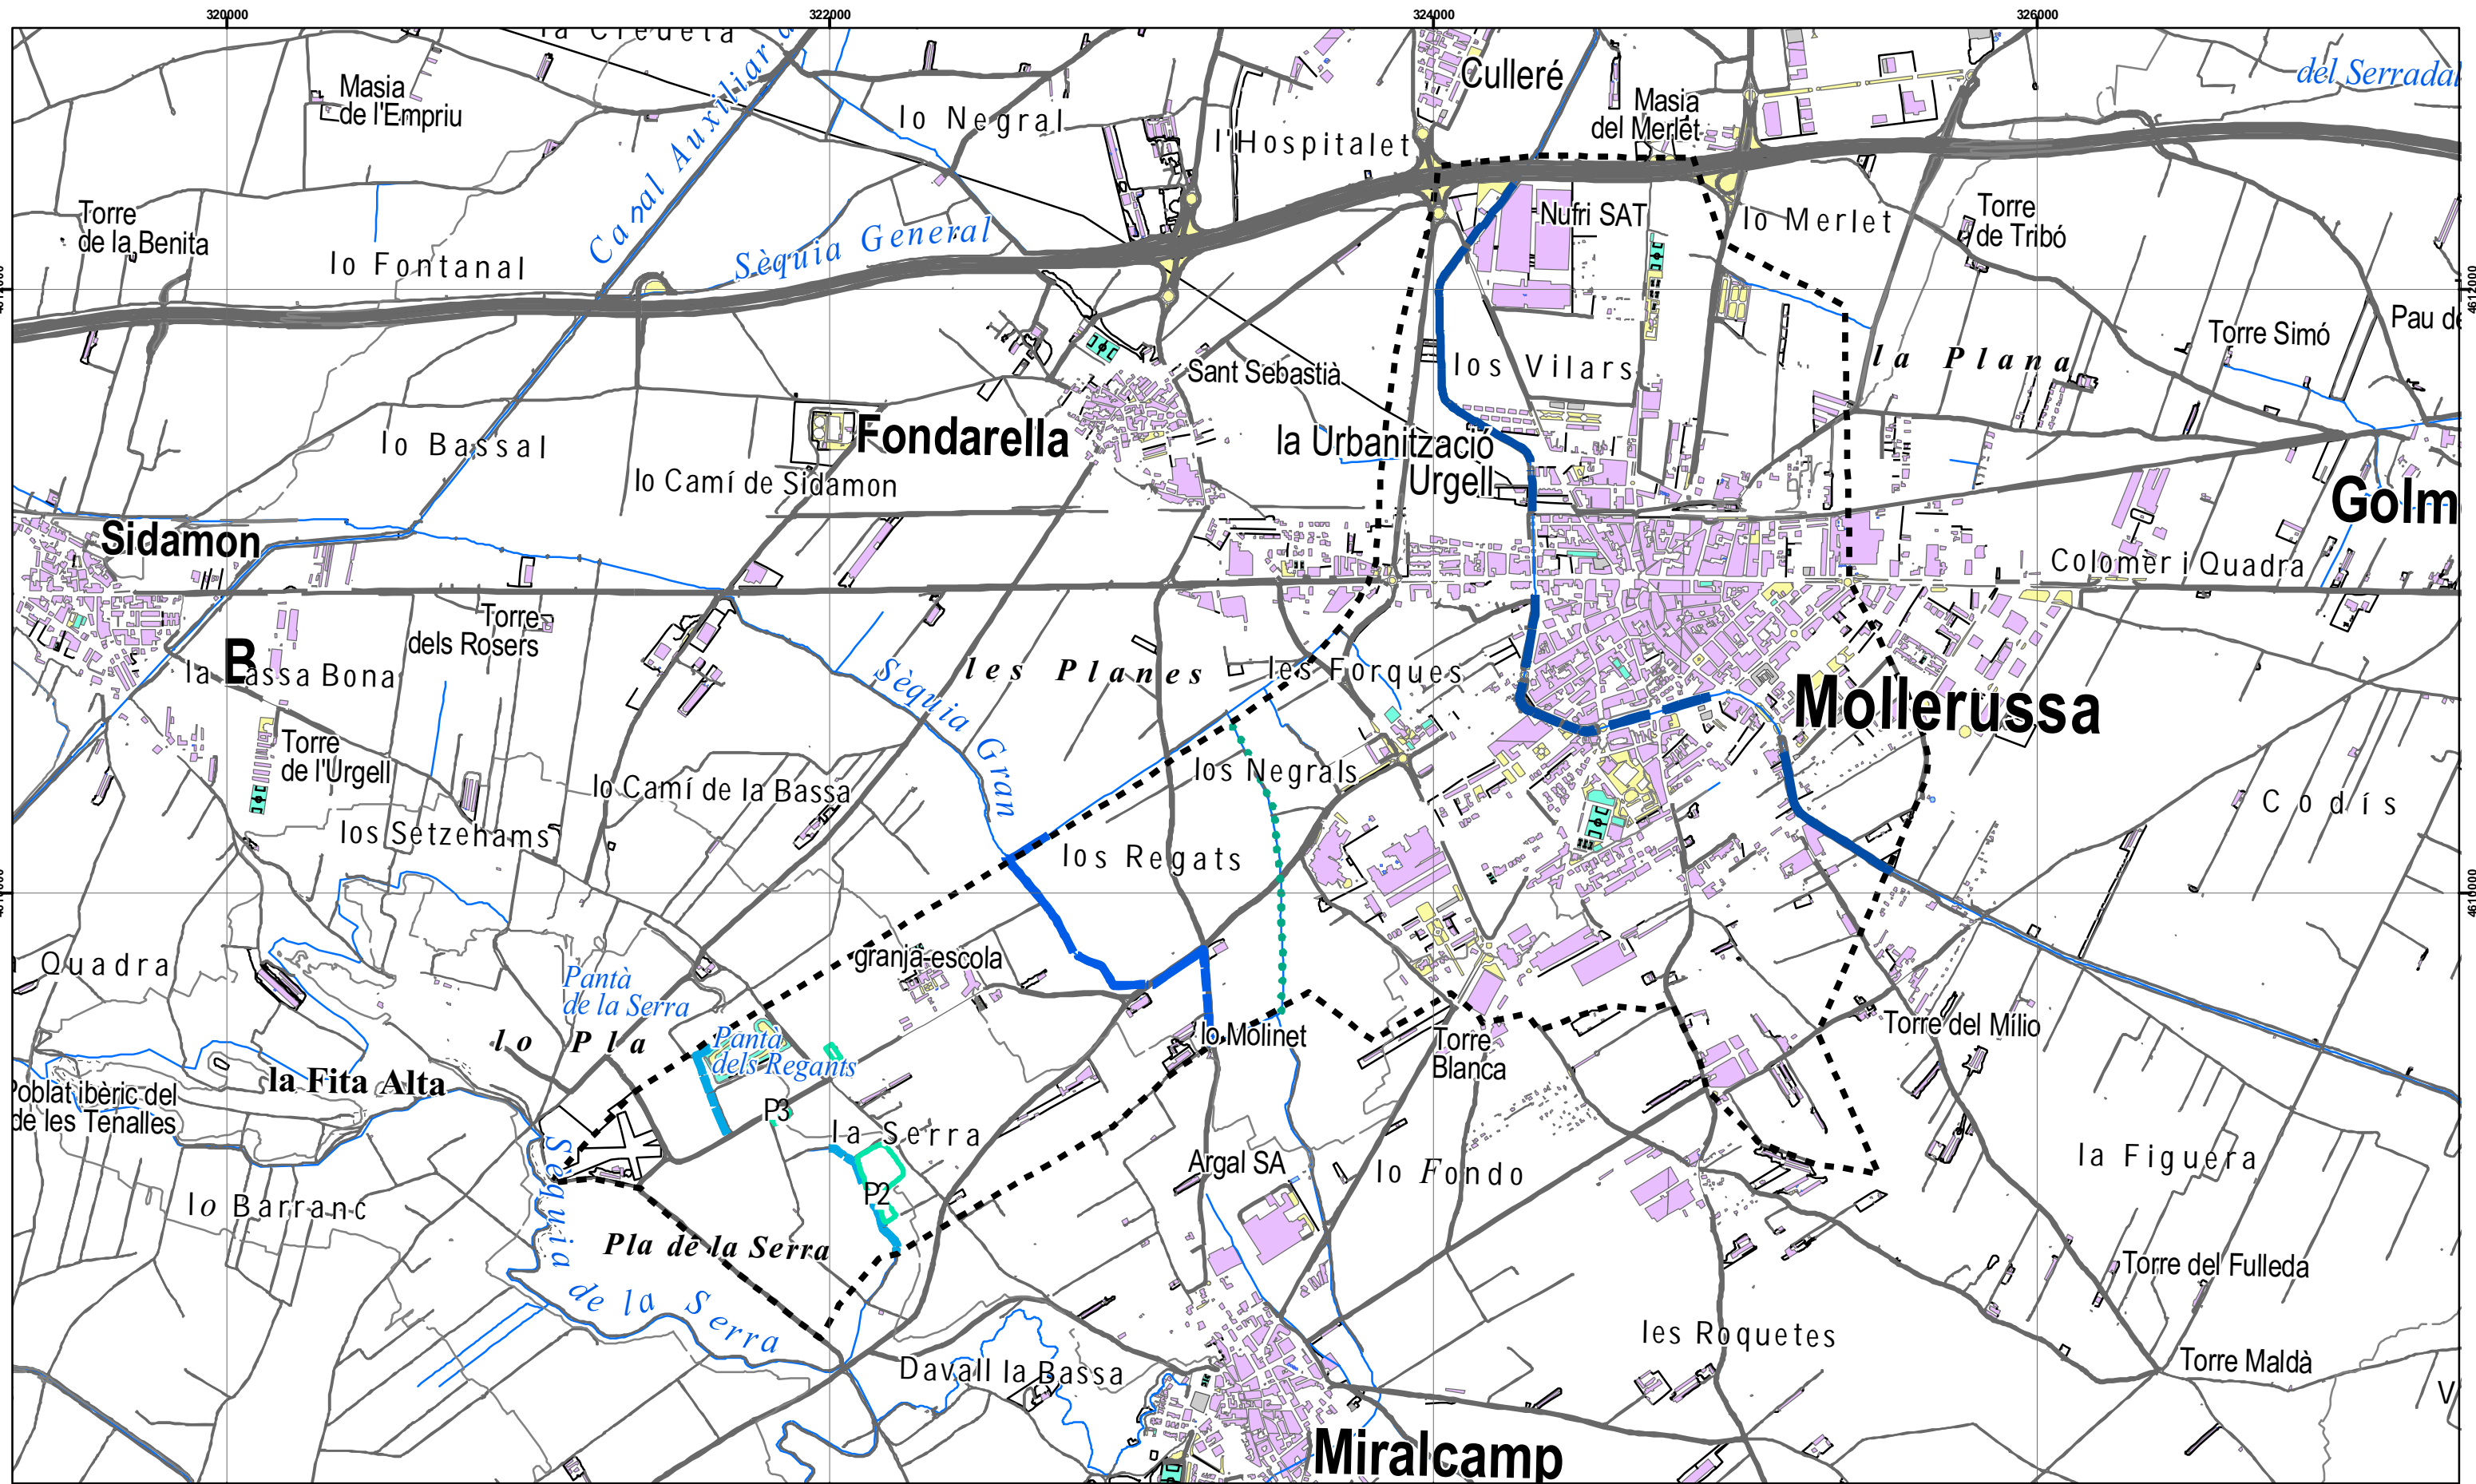 320000
322000
324000
326000
la Creueta
Culleré
del Serradal
Masia
de l'Empriu
Canal Auxiliar d
lo Negral
l'Hospitalet
Masia
del Merlet
Torre
de la Benita
Nufri SAT
lo Merlet
Torre
de Tribó
lo Fontanal
Sèquia General
4612000
Pau de
Torre Simó
Sant Sebastià
los Vilars
la Plana
lo Bassal
Fondarella
la Urbanització
Urgell
lo Camí de Sidamon
Golm
Sidamon
Colomer i Quadra
Torre
dels Rosers
B
la Bassa Bona
Sèquia Gran
les Planes
les Forques
Mollerussa
Torre
de l'Urgell
los Negrals
lo Camí de la Bassa
Codís
los Setzehams
los Regats
4610000
Quadra
granja-escola
Pantà
de la Serra
lo Pla
Pantà
dels Regants
lo Molinet
Torre
Blanca
Torre del Mílio
la Fita Alta
Poblat ibèric del
de les Tenalles
P3
la Serra
Argal SA
lo Fondo
la Figuera
P2
lo Barranc
Sèquia de la Serra
Pla de la Serra
Torre del Fulleda
les Roquetes
Davall la Bassa
Torre Maldà
V
Miralcamp